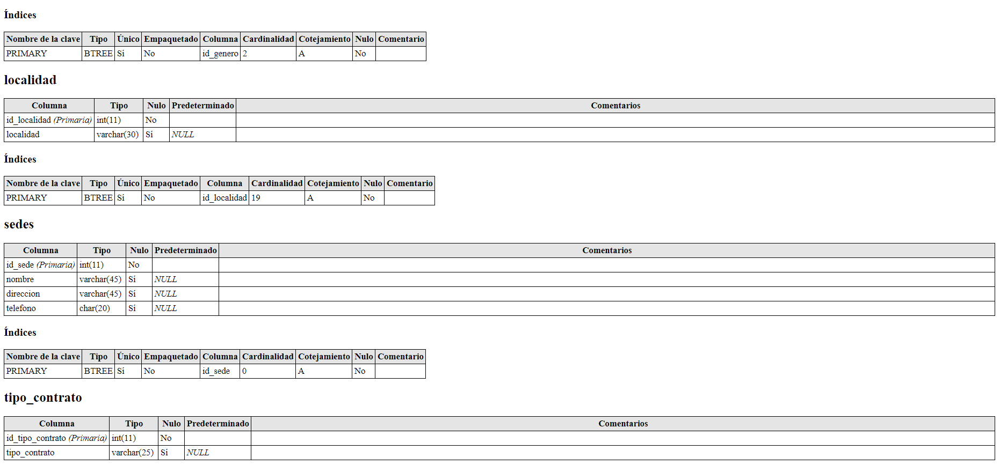 Índices
Nombre de la clave Tipo Único Empaquetado Columna Cardinalidad Cotejamiento Nulo Comentario
PRIMARY BTREE Sí No id_genero 2 A No
localidad
Columna Tipo Nulo Predeterminado Comentarios
id_localidad (Primaria) int(11) No
localidad varchar(30) Sí NULL
Índices
Nombre de la clave Tipo Único Empaquetado Columna Cardinalidad Cotejamiento Nulo Comentario
PRIMARY BTREE Sí No id_localidad 19 A No
sedes
Columna Tipo Nulo Predeterminado Comentarios
id_sede (Primaria) int(11) No
nombre varchar(45) Sí NULL
direccion varchar(45) Sí NULL
telefono char(20) Sí NULL
Índices
Nombre de la clave Tipo Único Empaquetado Columna Cardinalidad Cotejamiento Nulo Comentario
PRIMARY BTREE Sí No id_sede 0 A No
tipo_contrato
Columna Tipo Nulo Predeterminado Comentarios
id_tipo_contrato (Primaria) int(11) No
tipo_contrato varchar(25) Sí NULL